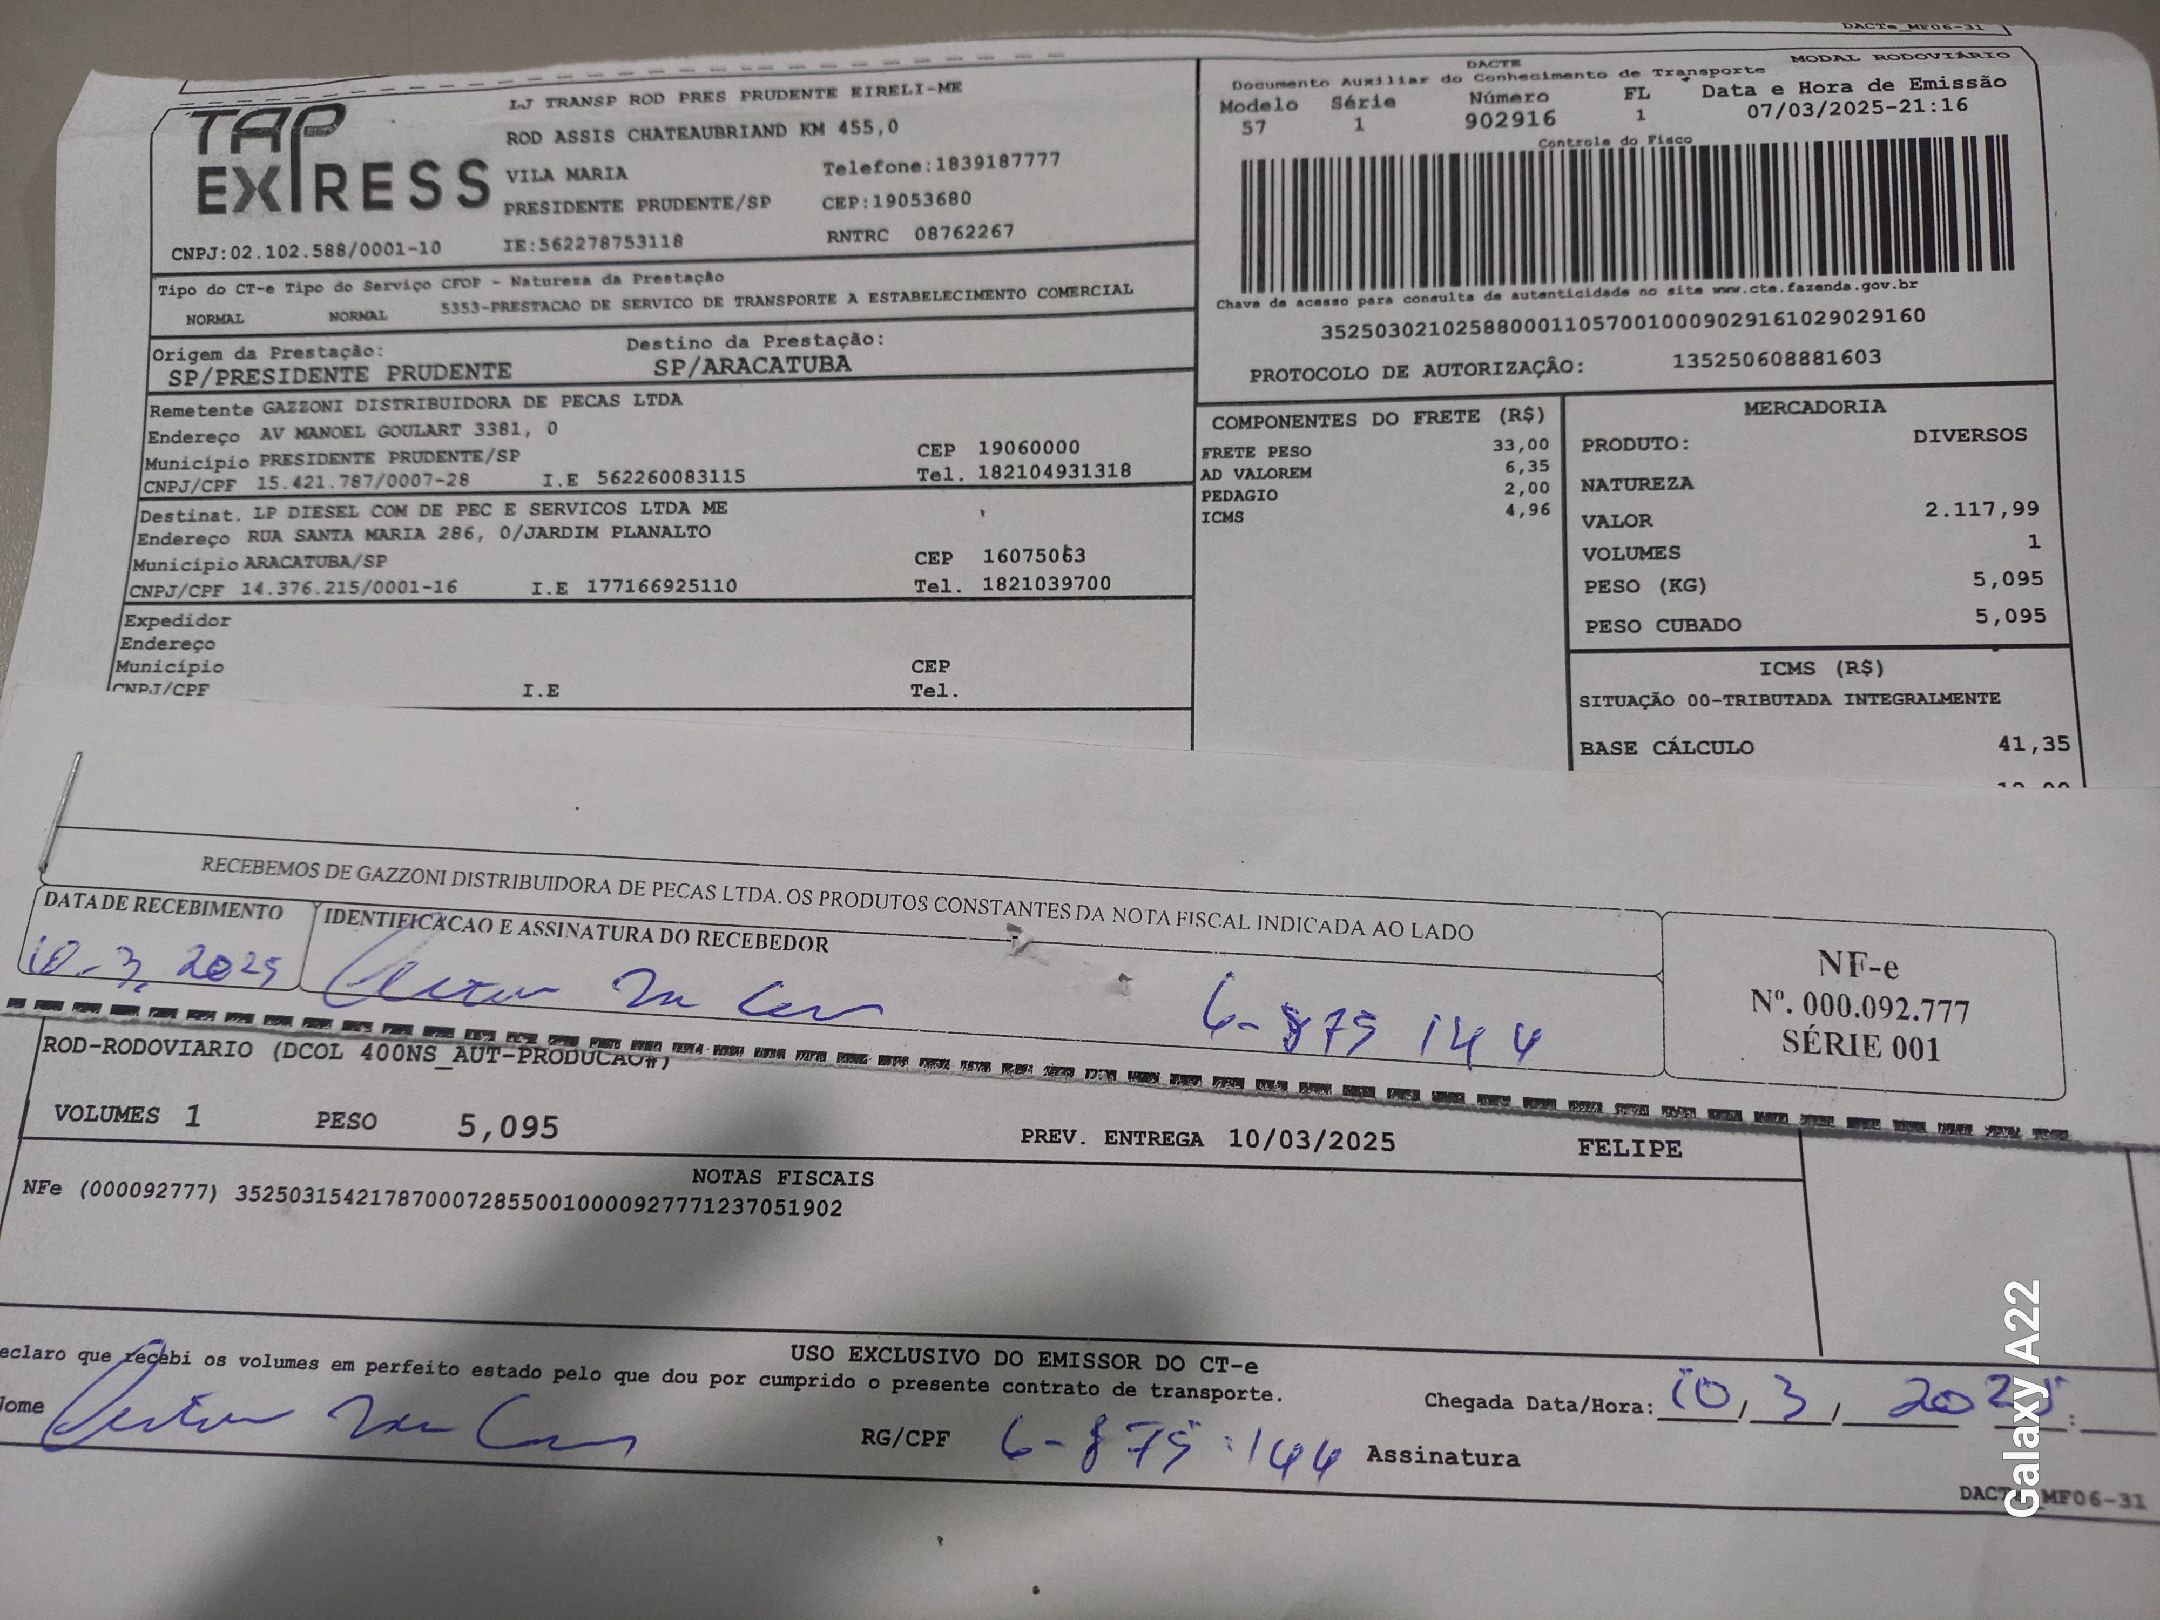 DACTe_MF06-31
TAP EXPRESS
LJ TRANSP ROD PRES PRUDENTE EIRELI-ME
ROD ASSIS CHATEAUBRIAND KM 455,0
VILA MARIA Telefone:1839187777
PRESIDENTE PRUDENTE/SP CEP:19053680
CNPJ:02.102.588/0001-10 IE:562278753118 RNTRC 08762267
DACTE MODAL RODOVIÁRIO
Documento Auxiliar do Conhecimento de Transporte
Modelo Série Número FL Data e Hora de Emissão
57 1 902916 1 07/03/2025-21:16
Controle do Fisco
Chave de acesso para consulta de autenticidade no site www.cte.fazenda.gov.br
35250302102588000110570010009029161029029160
PROTOCOLO DE AUTORIZAÇÂO: 135250608881603
Tipo do CT-e Tipo do Serviço CFOP - Natureza da Prestação
NORMAL NORMAL 5353-PRESTACAO DE SERVICO DE TRANSPORTE A ESTABELECIMENTO COMERCIAL
Origem da Prestação: Destino da Prestação:
SP/PRESIDENTE PRUDENTE SP/ARACATUBA
Remetente GAZZONI DISTRIBUIDORA DE PECAS LTDA
Endereço AV MANOEL GOULART 3381, 0
Município PRESIDENTE PRUDENTE/SP CEP 19060000
CNPJ/CPF 15.421.787/0007-28 I.E 562260083115 Tel. 182104931318
Destinat. LP DIESEL COM DE PEC E SERVICOS LTDA ME
Endereço RUA SANTA MARIA 286, 0/JARDIM PLANALTO
Município ARACATUBA/SP CEP 16075063
CNPJ/CPF 14.376.215/0001-16 I.E 177166925110 Tel. 1821039700
Expedidor
Endereço
Município CEP
CNPJ/CPF I.E Tel.
COMPONENTES DO FRETE (R$)
FRETE PESO 33,00
AD VALOREM 6,35
PEDAGIO 2,00
ICMS 4,96
MERCADORIA
PRODUTO: DIVERSOS
NATUREZA
VALOR 2.117,99
VOLUMES 1
PESO (KG) 5,095
PESO CUBADO 5,095
ICMS (R$)
SITUAÇÃO 00-TRIBUTADA INTEGRALMENTE
BASE CÁLCULO 41,35
RECEBEMOS DE GAZZONI DISTRIBUIDORA DE PECAS LTDA. OS PRODUTOS CONSTANTES DA NOTA FISCAL INDICADA AO LADO
DATA DE RECEBIMENTO IDENTIFICACAO E ASSINATURA DO RECEBEDOR
10-3, 2025 6-875 144
NF-e
Nº. 000.092.777
SÉRIE 001
ROD-RODOVIARIO (DCOL 400NS_AUT-PRODUCAO#)
VOLUMES 1 PESO 5,095 PREV. ENTREGA 10/03/2025 FELIPE
NOTAS FISCAIS
NFe (000092777) 35250315421787000728550010000927771237051902
USO EXCLUSIVO DO EMISSOR DO CT-e
eclaro que recebi os volumes em perfeito estado pelo que dou por cumprido o presente contrato de transporte.
Nome RG/CPF 6-875.144 Assinatura Chegada Data/Hora: 10/3/2025 :
DACTe_MF06-31
Galaxy A22